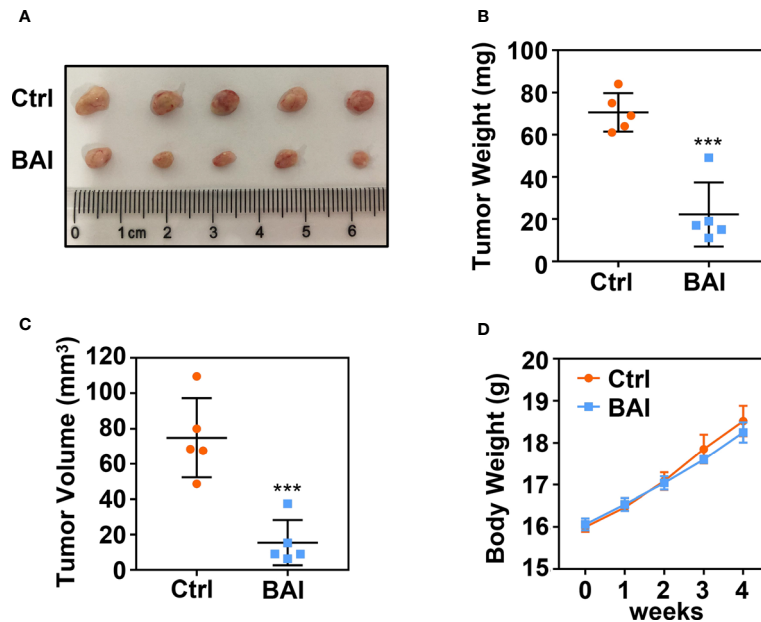 A
Ctrl
BAI
0 1 cm 2 3 4 5 6
B
Tumor Weight (mg)
100
80
60
40
20
0
***
Ctrl BAI
C
Tumor Volume (mm³)
120
100
80
60
40
20
0
***
Ctrl BAI
D
Body Weight (g)
20
19
18
17
16
15
Ctrl
BAI
0 1 2 3 4
weeks